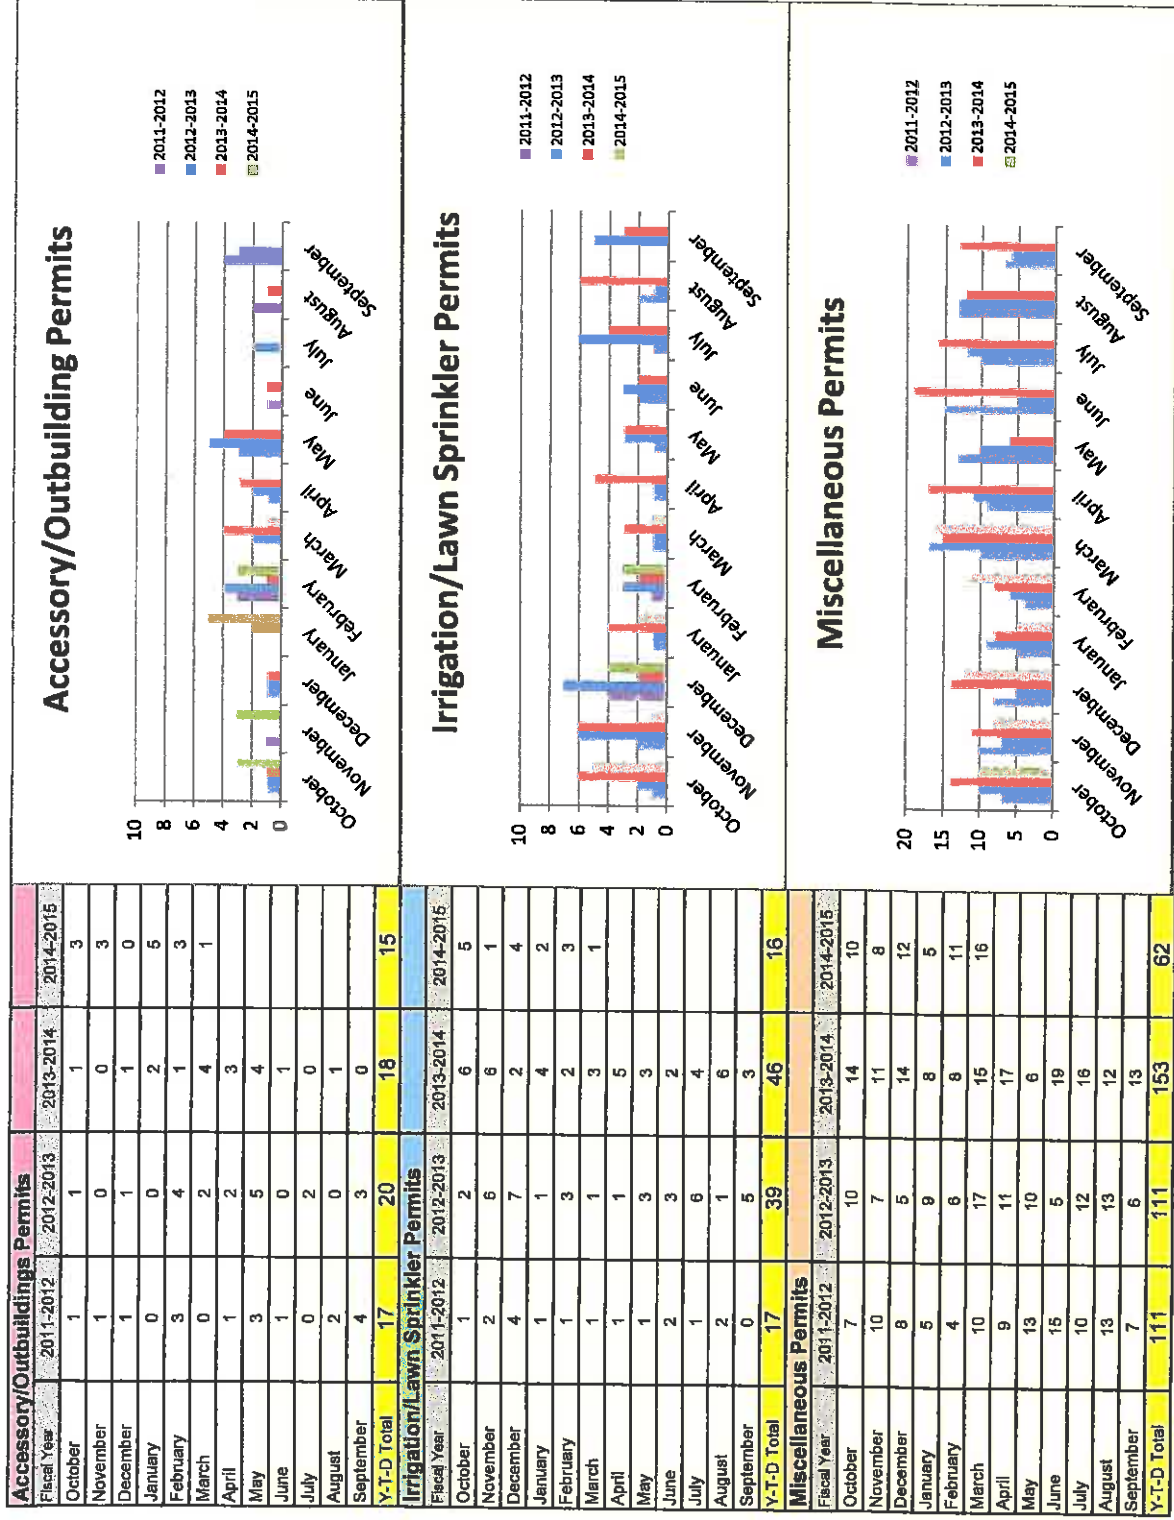 Accessory/Outbuildings Permits
Fiscal Year 2011-2012 2012-2013 2013-2014 2014-2015
October 1 1 1 3
November 1 0 0 3
December 1 1 1 0
January 0 0 2 5
February 3 4 1 3
March 0 2 4 1
April 1 2 3
May 3 5 4
June 1 0 1
July 0 2 0
August 2 0 1
September 4 3 0
Y-T-D Total 17 20 18 15
Accessory/Outbuilding Permits
10
8
6
4
2
0
October
November
December
January
February
March
April
May
June
July
August
September
2011-2012
2012-2013
2013-2014
2014-2015
Irrigation/Lawn Sprinkler Permits
Fiscal Year 2011-2012 2012-2013 2013-2014 2014-2015
October 1 2 6 5
November 2 6 6 1
December 4 7 2 4
January 1 1 4 2
February 1 3 2 3
March 1 1 3 1
April 1 1 5
May 1 3 3
June 2 3 2
July 1 6 4
August 2 1 6
September 0 5 3
Y-T-D Total 17 39 46 16
Irrigation/Lawn Sprinkler Permits
10
8
6
4
2
0
October
November
December
January
February
March
April
May
June
July
August
September
2011-2012
2012-2013
2013-2014
2014-2015
Miscellaneous Permits
Fiscal Year 2011-2012 2012-2013 2013-2014 2014-2015
October 7 10 14 10
November 10 7 11 8
December 8 5 14 12
January 5 9 8 5
February 4 6 8 11
March 10 17 15 16
April 9 11 17
May 13 10 6
June 15 5 19
July 10 12 16
August 13 13 12
September 7 6 13
Y-T-D Total 111 111 153 62
Miscellaneous Permits
20
15
10
5
0
October
November
December
January
February
March
April
May
June
July
August
September
2011-2012
2012-2013
2013-2014
2014-2015